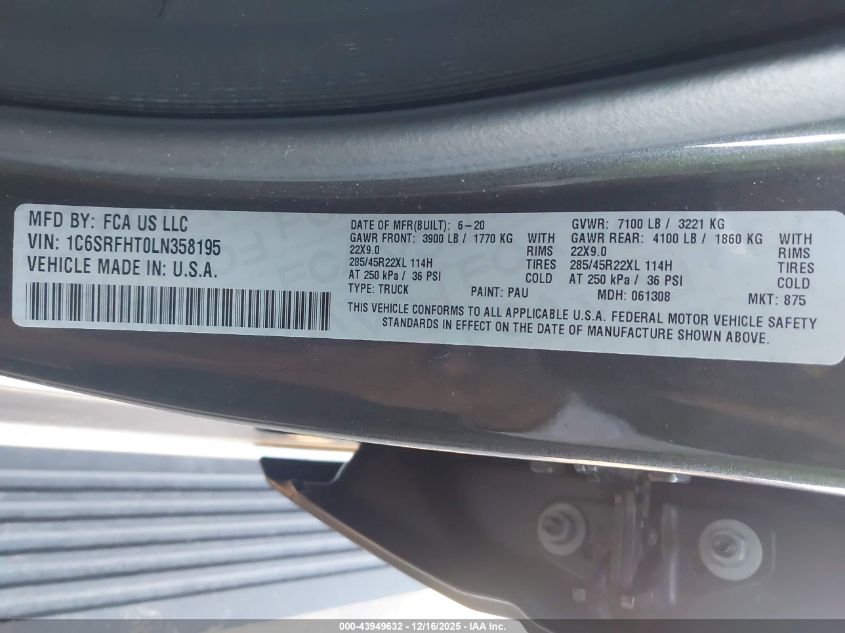 MFD BY: FCA US LLC
VIN: 1C6SRFHT0LN358195
VEHICLE MADE IN: U.S.A.
DATE OF MFR(BUILT): 6-20 GVWR: 7100 LB / 3221 KG
GAWR FRONT: 3900 LB / 1770 KG WITH GAWR REAR: 4100 LB / 1860 KG WITH
22X9.0 RIMS 22X9.0 RIMS
285/45R22XL 114H TIRES 285/45R22XL 114H TIRES
AT 250 kPa / 36 PSI COLD AT 250 kPa / 36 PSI COLD
TYPE: TRUCK PAINT: PAU MDH: 061308 MKT: 875
THIS VEHICLE CONFORMS TO ALL APPLICABLE U.S.A. FEDERAL MOTOR VEHICLE SAFETY
STANDARDS IN EFFECT ON THE DATE OF MANUFACTURE SHOWN ABOVE.
000-43949632 - 12/16/2025 - IAA Inc.